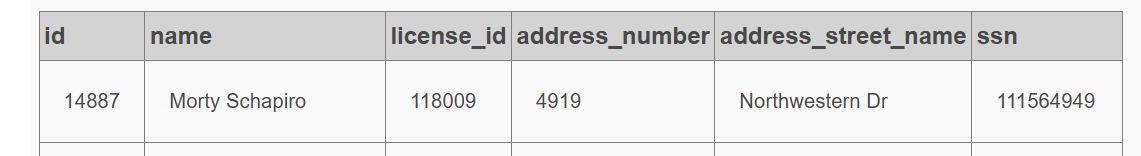 id name license_id address_number address_street_name ssn
14887 Morty Schapiro 118009 4919 Northwestern Dr 111564949